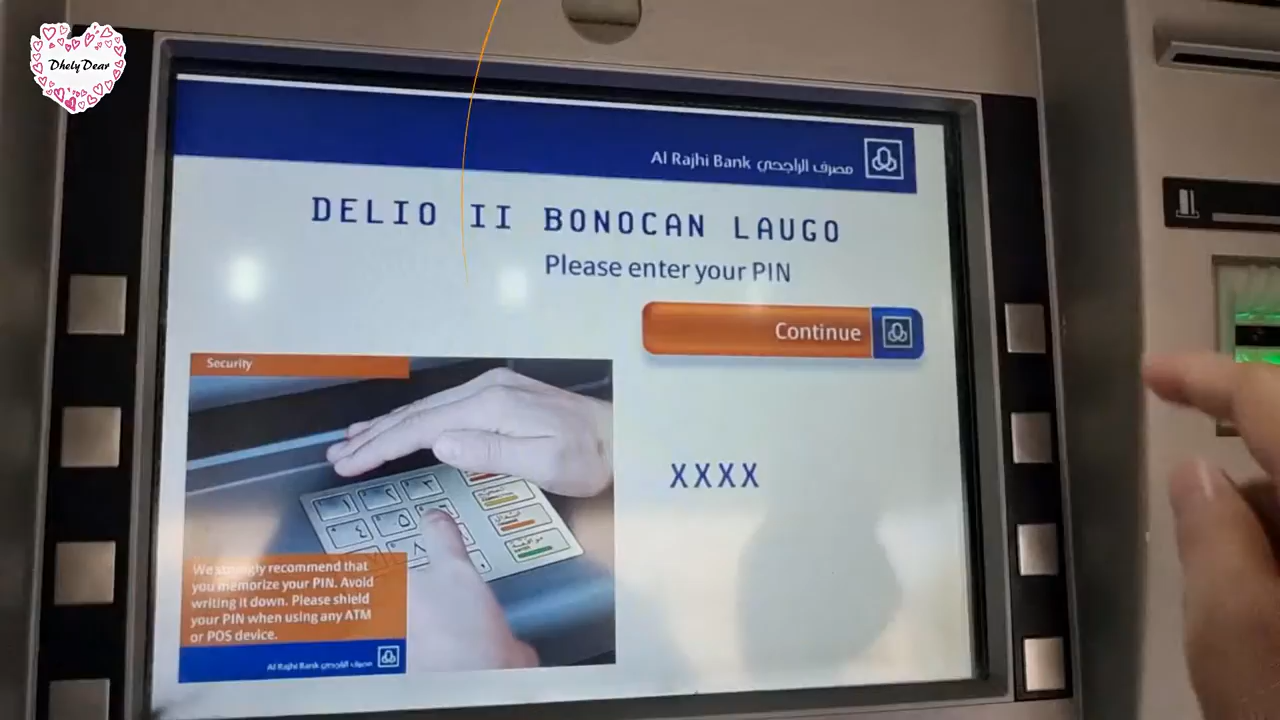 Dhely Dear
Al Rajhi Bank مصرف الراجحي
DELIO II BONOCAN LAUGO
Please enter your PIN
Continue
Security
XXXX
We strongly recommend that
you memorize your PIN. Avoid
writing it down. Please shield
your PIN when using any ATM
or POS device.
Al Rajhi Bank مصرف الراجحي